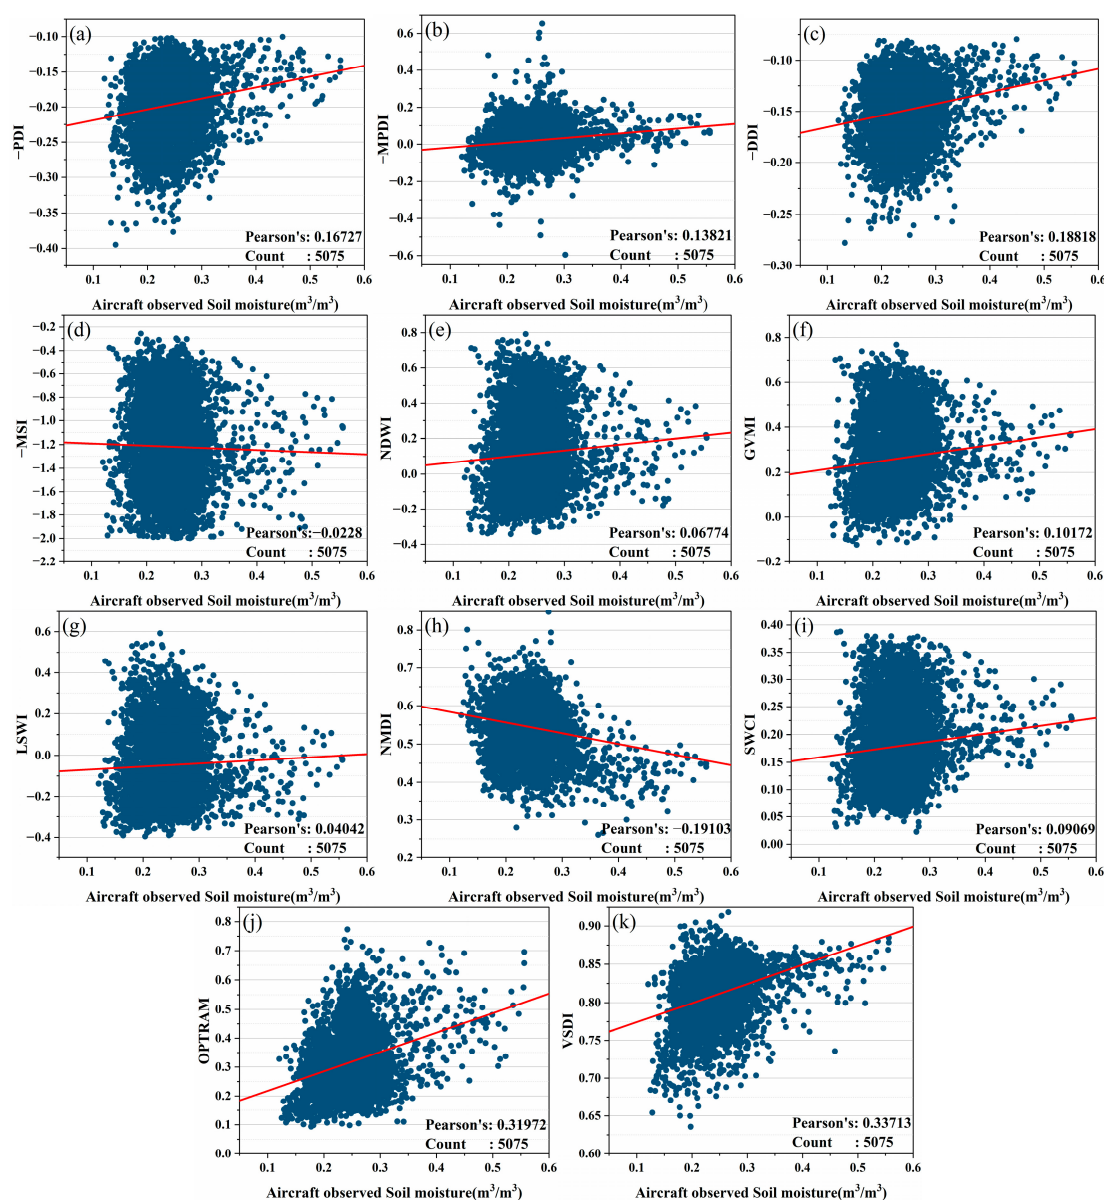 (a)
−0.10
−0.15
−0.20
−0.25
−0.30
−0.35
−0.40
−PDI
Pearson's: 0.16727
Count : 5075
0.1 0.2 0.3 0.4 0.5 0.6
Aircraft observed Soil moisture(m³/m³)
(b)
0.6
0.4
0.2
0.0
−0.2
−0.4
−0.6
−MPDI
Pearson's: 0.13821
Count : 5075
0.1 0.2 0.3 0.4 0.5 0.6
Aircraft observed Soil moisture(m³/m³)
(c)
−0.10
−0.15
−0.20
−0.25
−0.30
−DDI
Pearson's: 0.18818
Count : 5075
0.1 0.2 0.3 0.4 0.5 0.6
Aircraft observed Soil moisture(m³/m³)
(d)
−0.2
−0.4
−0.6
−0.8
−1.0
−1.2
−1.4
−1.6
−1.8
−2.0
−2.2
−MSI
Pearson's:−0.0228
Count : 5075
0.1 0.2 0.3 0.4 0.5 0.6
Aircraft observed Soil moisture(m³/m³)
(e)
0.8
0.6
0.4
0.2
0.0
−0.2
−0.4
NDWI
Pearson's: 0.06774
Count : 5075
0.1 0.2 0.3 0.4 0.5 0.6
Aircraft observed Soil moisture(m³/m³)
(f)
0.8
0.6
0.4
0.2
0.0
−0.2
GVMI
Pearson's: 0.10172
Count : 5075
0.1 0.2 0.3 0.4 0.5 0.6
Aircraft observed Soil moisture(m³/m³)
(g)
0.6
0.4
0.2
0.0
−0.2
−0.4
LSWI
Pearson's: 0.04042
Count : 5075
0.1 0.2 0.3 0.4 0.5 0.6
Aircraft observed Soil moisture(m³/m³)
(h)
0.8
0.7
0.6
0.5
0.4
0.3
0.2
NMDI
Pearson's: −0.19103
Count : 5075
0.1 0.2 0.3 0.4 0.5 0.6
Aircraft observed Soil moisture(m³/m³)
(i)
0.40
0.35
0.30
0.25
0.20
0.15
0.10
0.05
0.00
SWCI
Pearson's: 0.09069
Count : 5075
0.1 0.2 0.3 0.4 0.5 0.6
Aircraft observed Soil moisture(m³/m³)
(j)
0.8
0.7
0.6
0.5
0.4
0.3
0.2
0.1
0.0
OPTRAM
Pearson's: 0.31972
Count : 5075
0.1 0.2 0.3 0.4 0.5 0.6
Aircraft observed Soil moisture(m³/m³)
(k)
0.90
0.85
0.80
0.75
0.70
0.65
0.60
VSDI
Pearson's: 0.33713
Count : 5075
0.1 0.2 0.3 0.4 0.5 0.6
Aircraft observed Soil moisture(m³/m³)